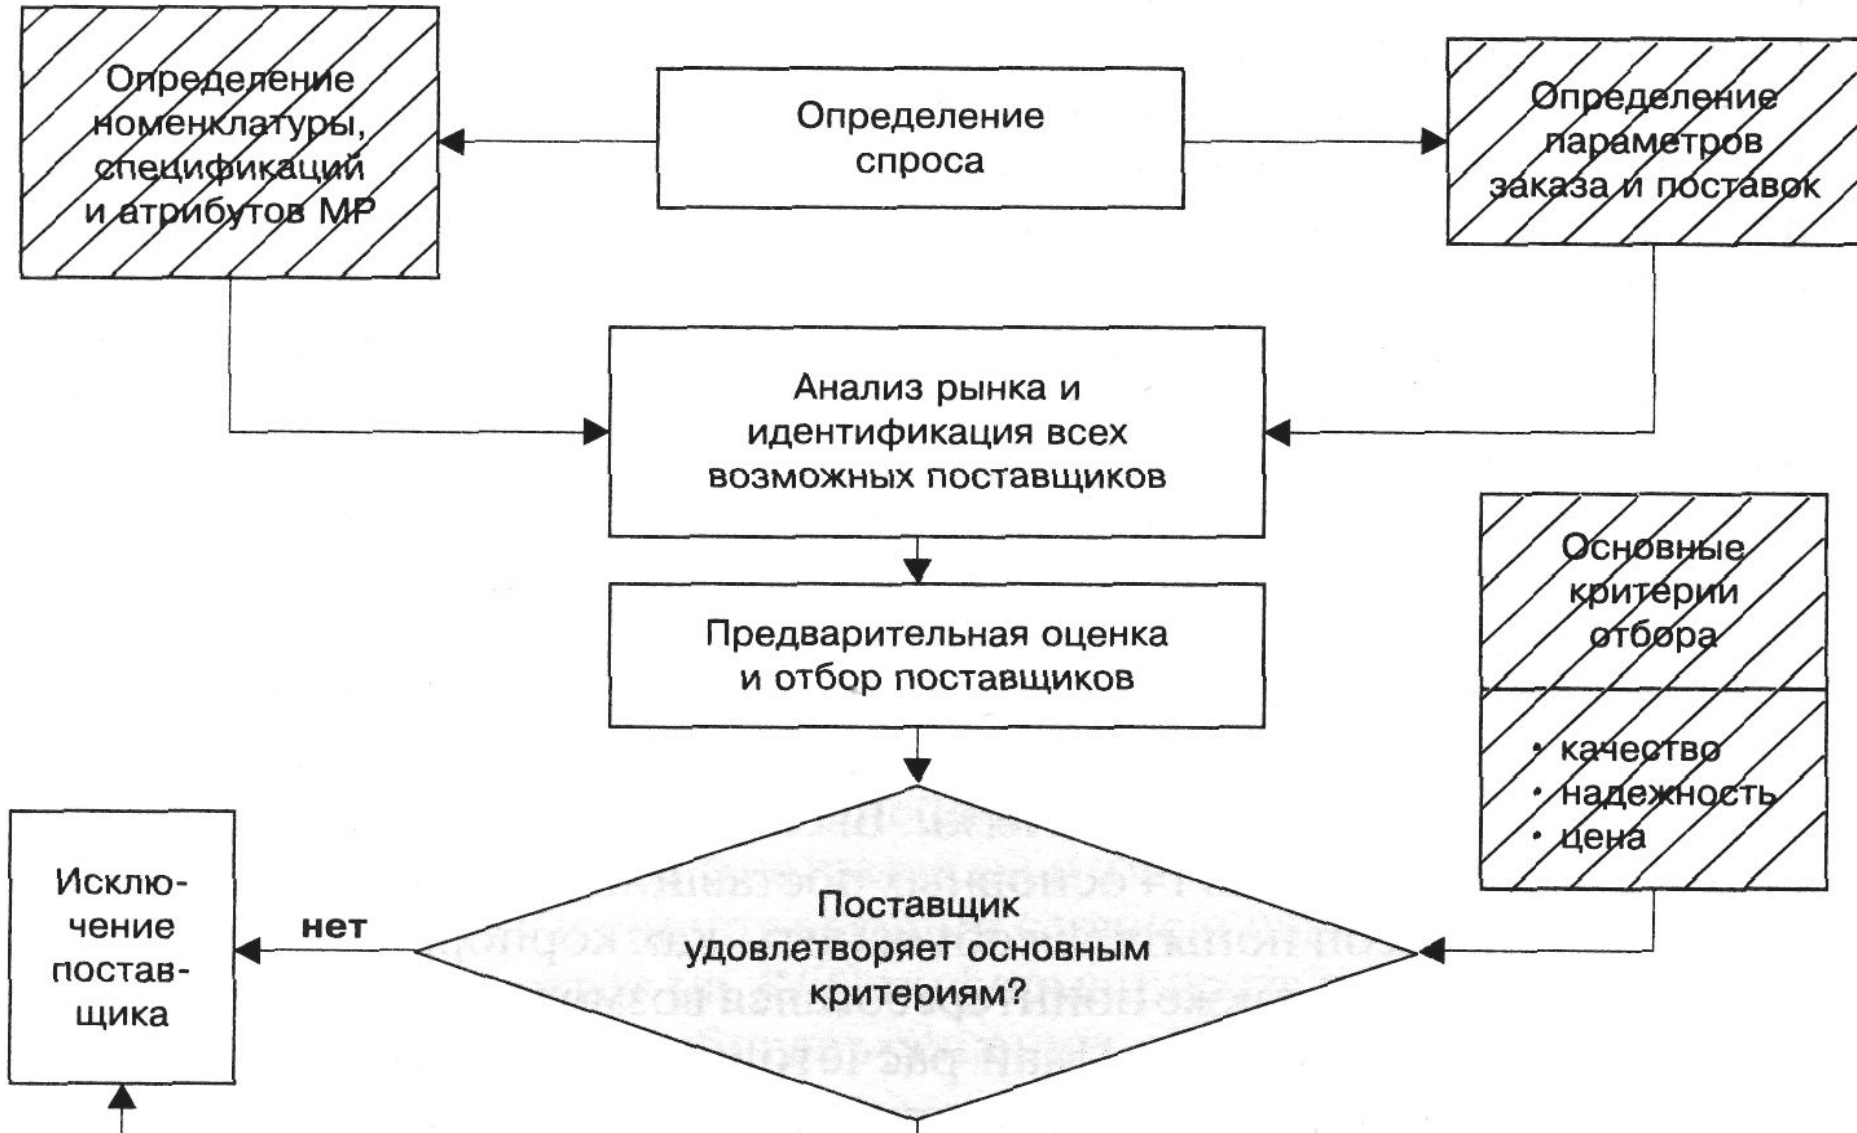 Определение
номенклатуры,
спецификаций
и атрибутов МР
Определение
спроса
Определение
параметров
заказа и поставок
Анализ рынка и
идентификация всех
возможных поставщиков
Предварительная оценка
и отбор поставщиков
Основные
критерии
отбора
• качество
• надежность
• цена
Поставщик
удовлетворяет основным
критериям?
нет
Исклю-
чение
постав-
щика